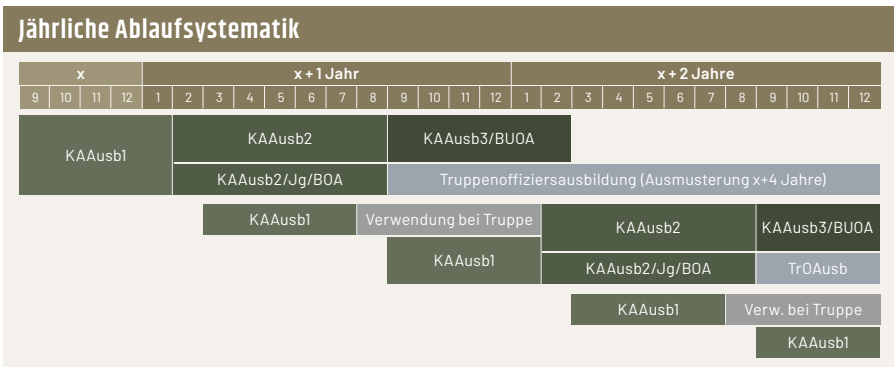 Jährliche Ablaufsystematik
x x + 1 Jahr x + 2 Jahre
9 10 11 12 1 2 3 4 5 6 7 8 9 10 11 12 1 2 3 4 5 6 7 8 9 10 11 12
KAAusb1 KAAusb2 KAAusb3/BUOA
KAAusb2/Jg/BOA Truppenoffiziersausbildung (Ausmusterung x+4 Jahre)
KAAusb1 Verwendung bei Truppe KAAusb2 KAAusb3/BUOA
KAAusb1 KAAusb2/Jg/BOA TrOAusb
KAAusb1 Verw. bei Truppe
KAAusb1